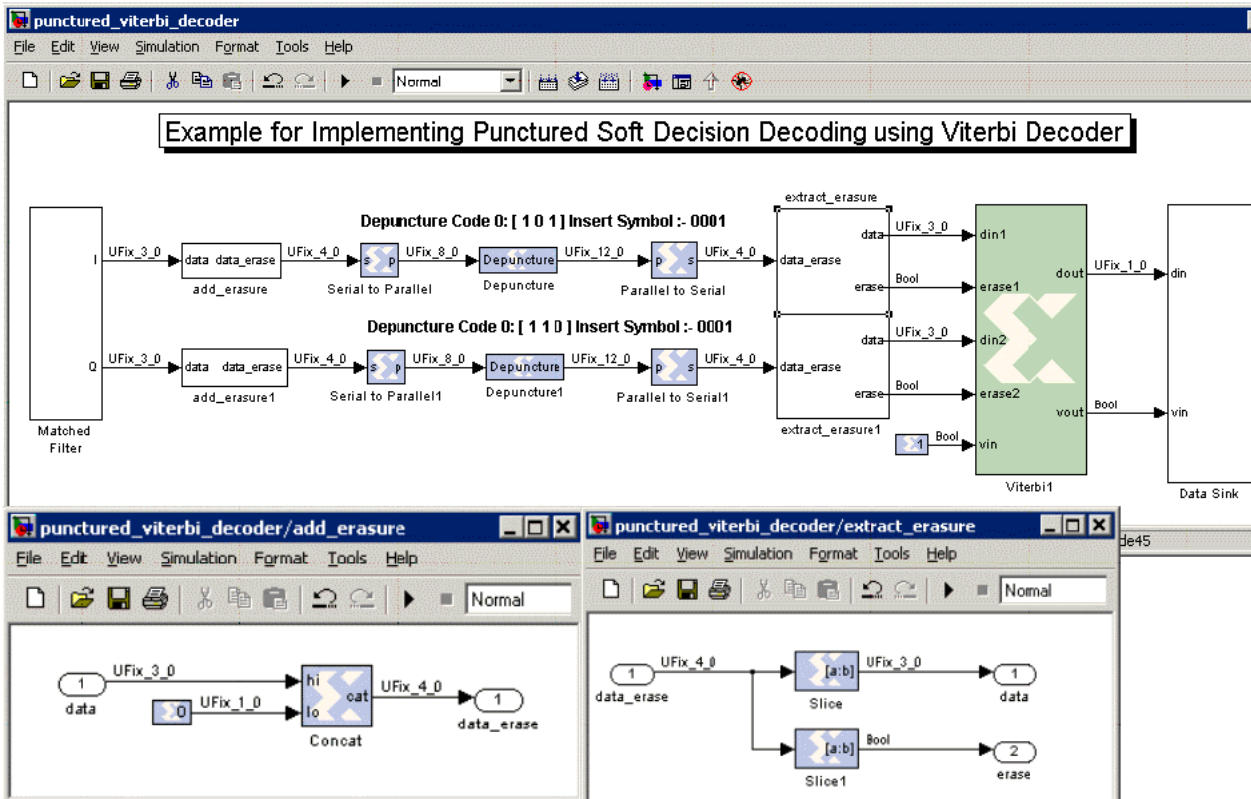 punctured_viterbi_decoder
File Edit View Simulation Format Tools Help
Normal
Example for Implementing Punctured Soft Decision Decoding using Viterbi Decoder
Depuncture Code 0: [ 1 0 1 ] Insert Symbol :- 0001
I
UFix_3_0
data data_erase
add_erasure
UFix_4_0
s p
Serial to Parallel
UFix_8_0
Depuncture
Depuncture
UFix_12_0
p s
Parallel to Serial
UFix_4_0
extract_erasure
data_erase
data
erase
UFix_3_0
Bool
Depuncture Code 0: [ 1 1 0 ] Insert Symbol :- 0001
Q
UFix_3_0
data data_erase
add_erasure1
UFix_4_0
s p
Serial to Parallel1
UFix_8_0
Depuncture
Depuncture1
UFix_12_0
p s
Parallel to Serial1
UFix_4_0
data_erase
data
erase
extract_erasure1
UFix_3_0
Bool
Matched
Filter
1
Bool
din1
erase1
din2
erase2
vin
dout
vout
Viterbi1
UFix_1_0
Bool
din
vin
Data Sink
de45
punctured_viterbi_decoder/add_erasure
File Edit View Simulation Format Tools Help
Normal
1
data
UFix_3_0
0
UFix_1_0
hi
lo
cat
Concat
UFix_4_0
1
data_erase
punctured_viterbi_decoder/extract_erasure
File Edit View Simulation Format Tools Help
Normal
1
data_erase
UFix_4_0
[a:b]
Slice
UFix_3_0
1
data
[a:b]
Slice1
Bool
2
erase